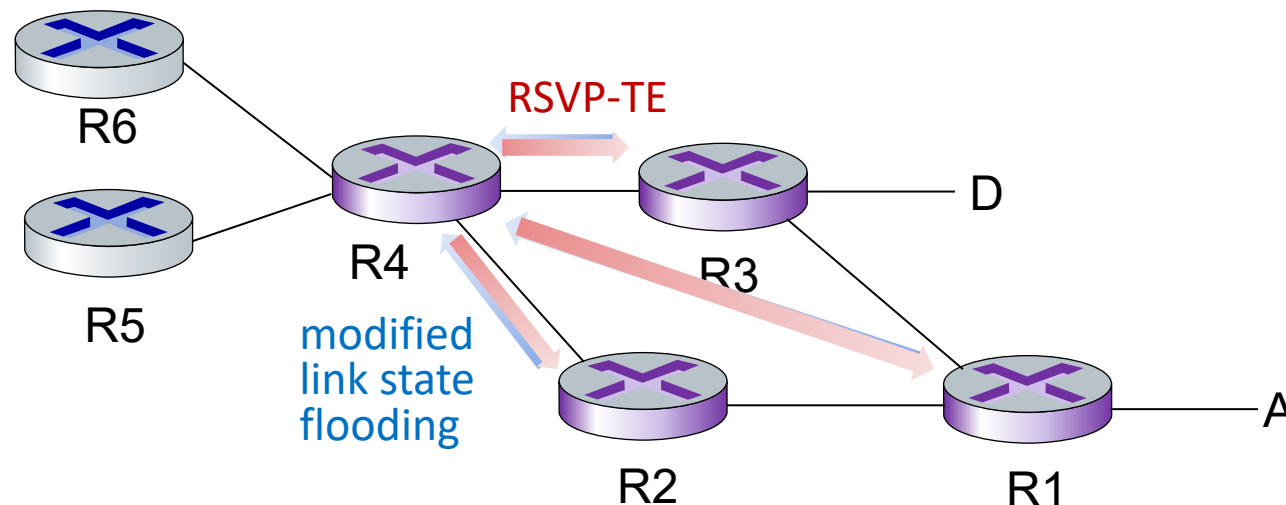 RSVP-TE
R6
D
R4
R3
R5
modified
link state
flooding
A
R2
R1